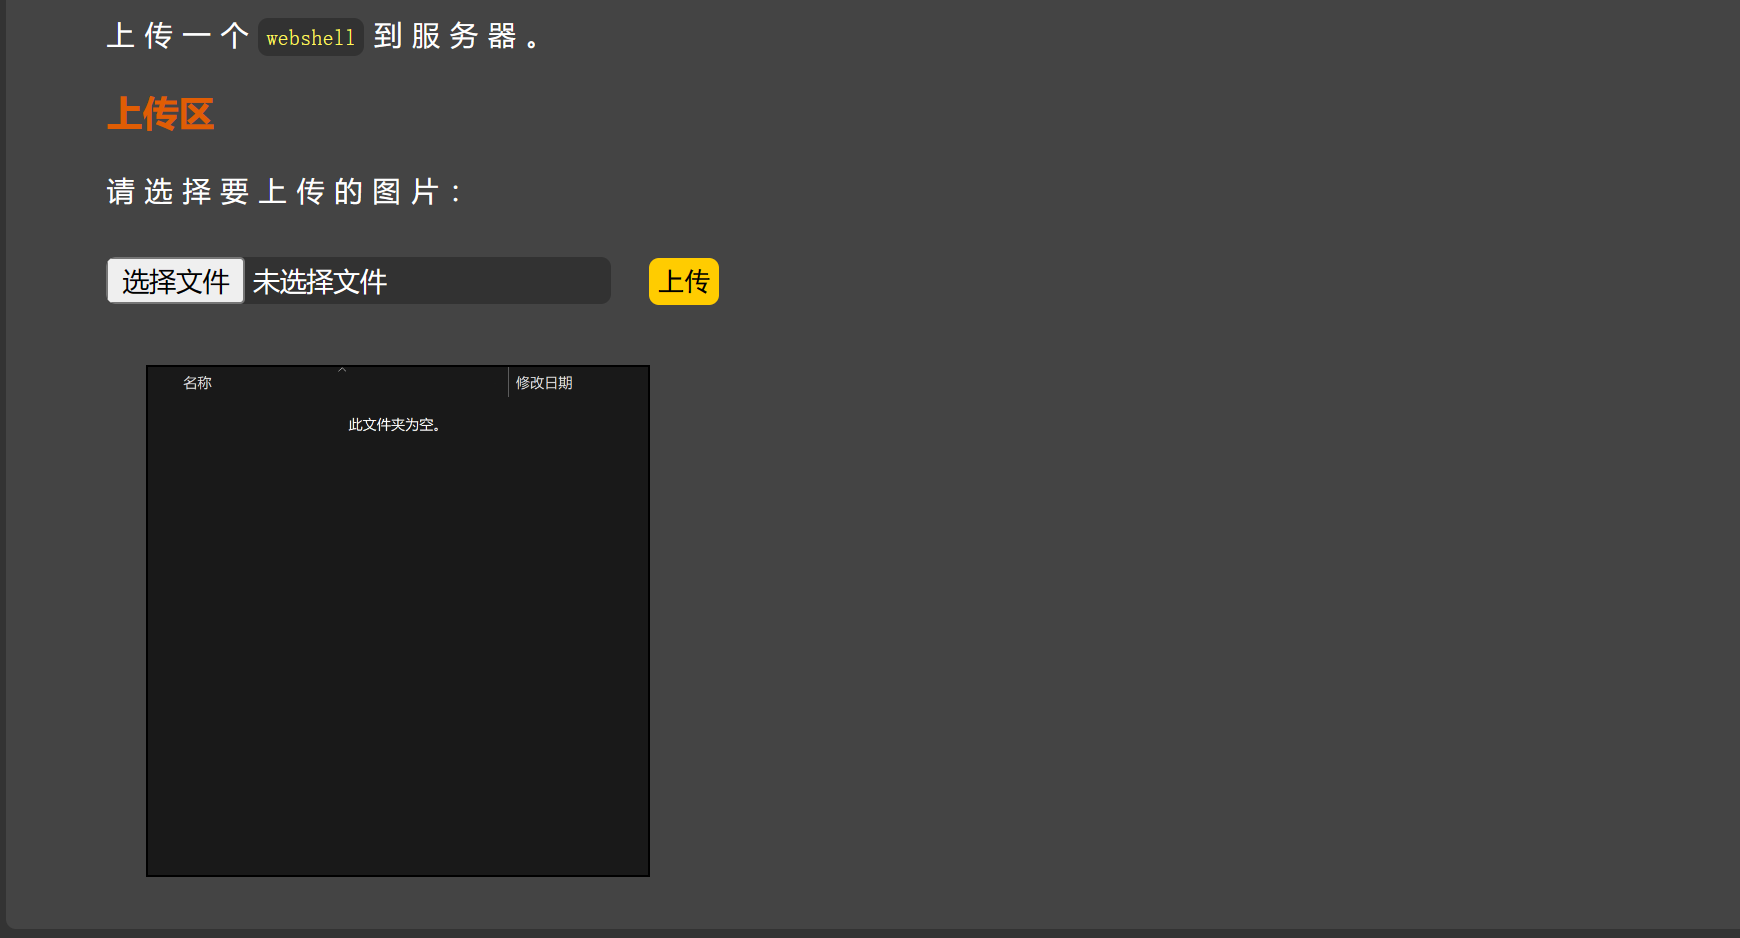 上传一个 webshell 到服务器。
上传区
请选择要上传的图片：
选择文件 未选择文件 上传
名称 修改日期
此文件夹为空。